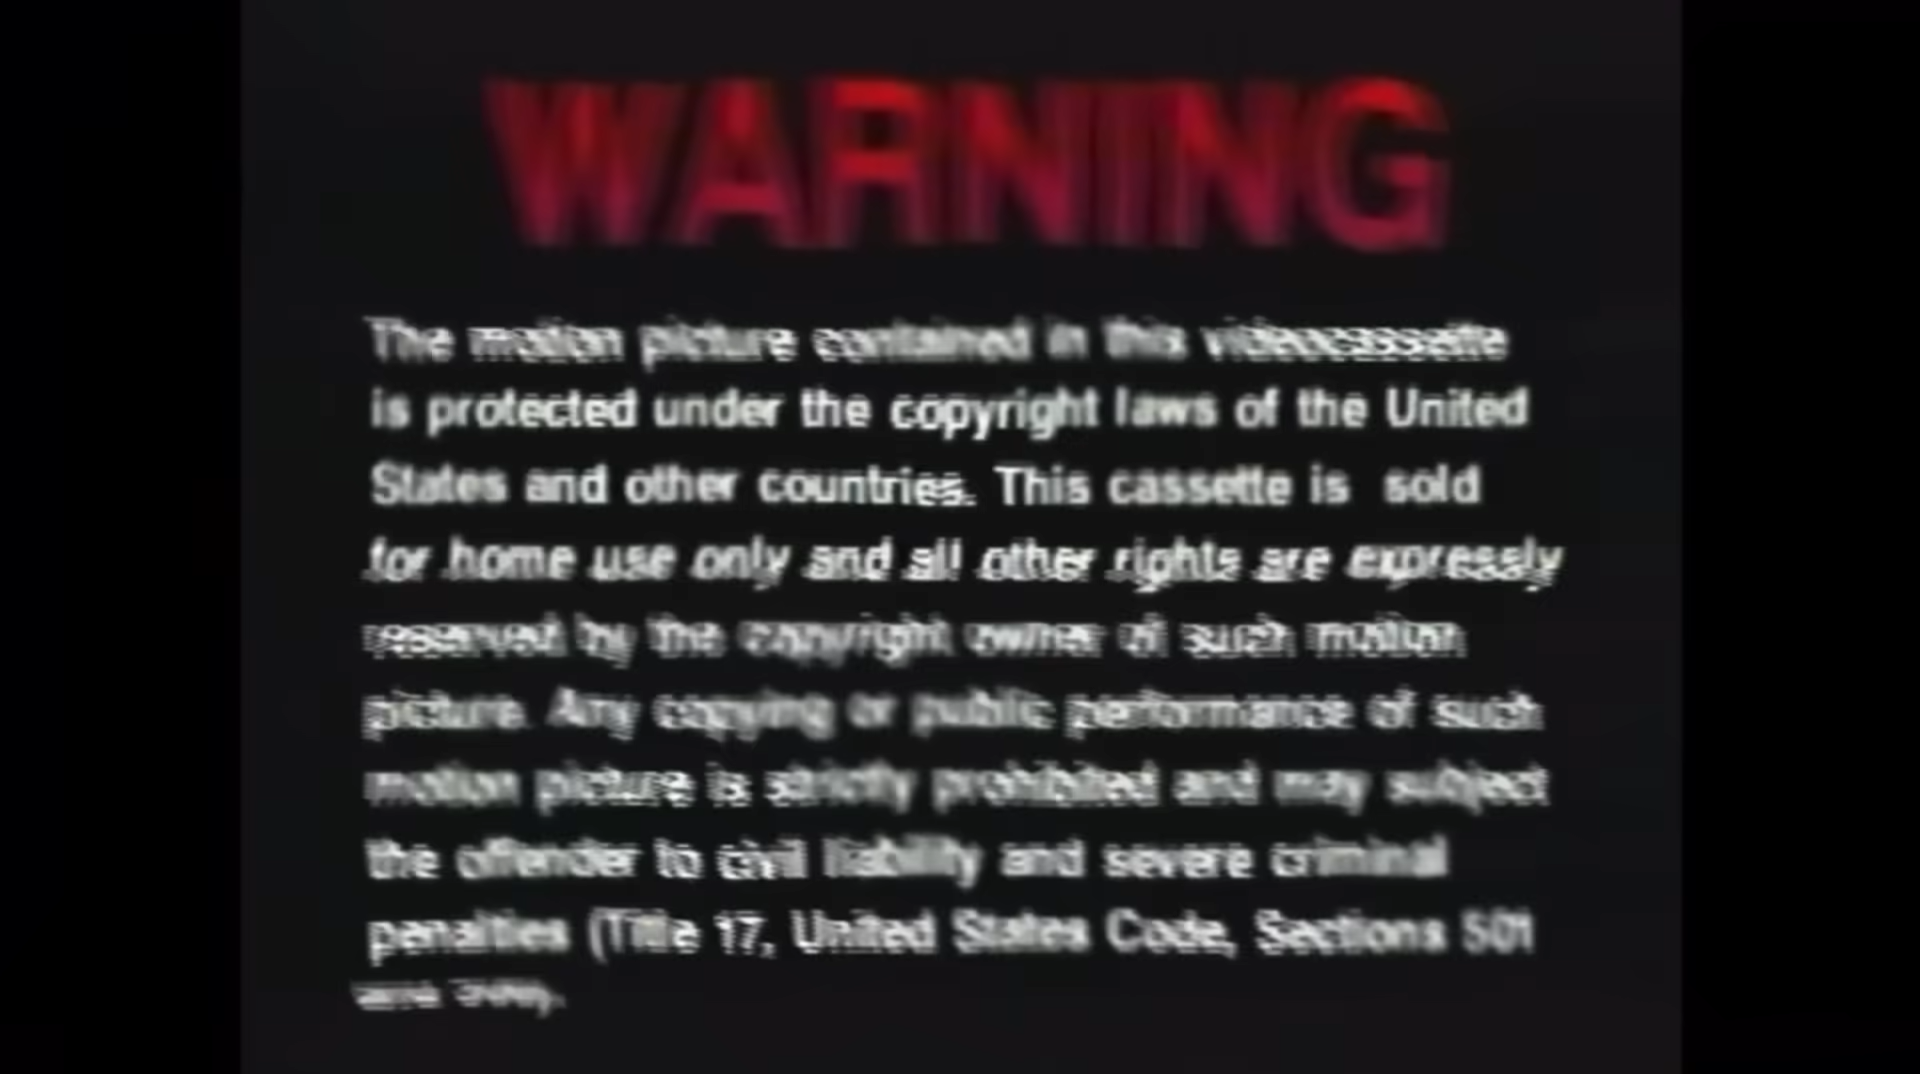 WARNING
The motion picture contained in this videocassette
is protected under the copyright laws of the United
States and other countries. This cassette is sold
for home use only and all other rights are expressly
reserved by the copyright owner of such motion
picture. Any copying or public performance of such
motion picture is strictly prohibited and may subject
the offender to civil liability and severe criminal
penalties (Title 17, United States Code, Sections 501
and